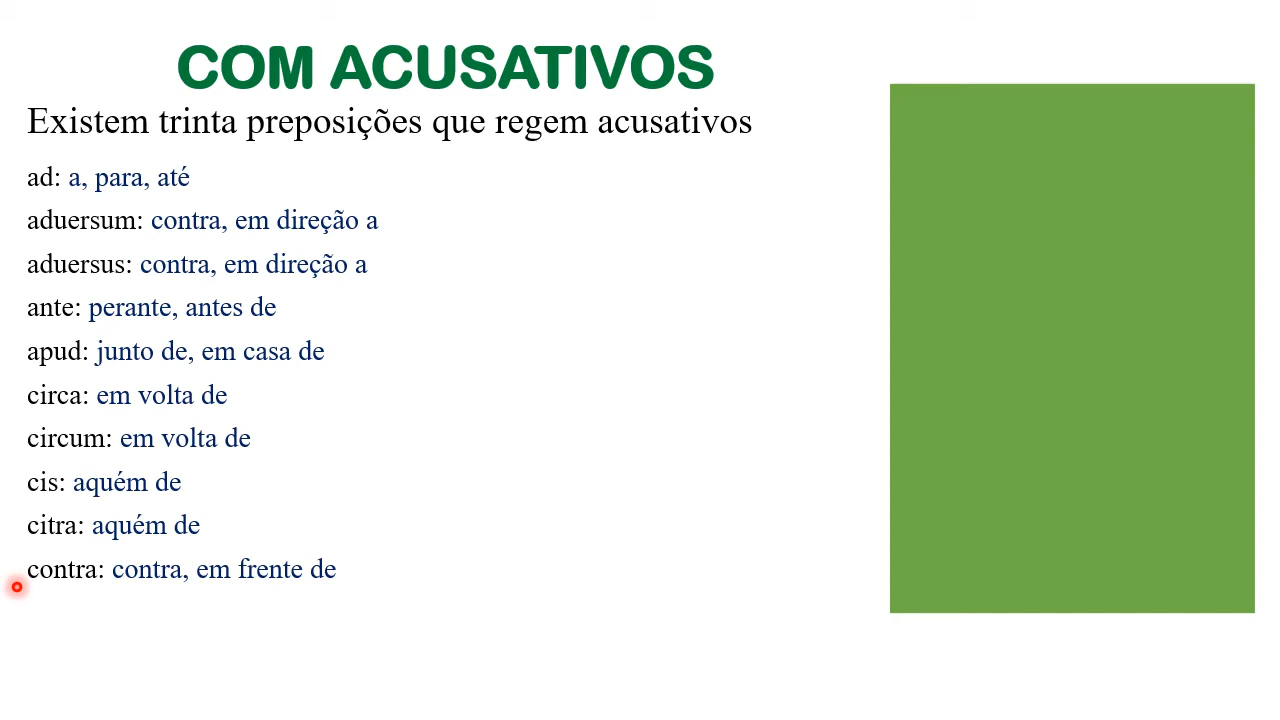 COM ACUSATIVOS
Existem trinta preposições que regem acusativos
ad: a, para, até
aduersum: contra, em direção a
aduersus: contra, em direção a
ante: perante, antes de
apud: junto de, em casa de
circa: em volta de
circum: em volta de
cis: aquém de
citra: aquém de
contra: contra, em frente de